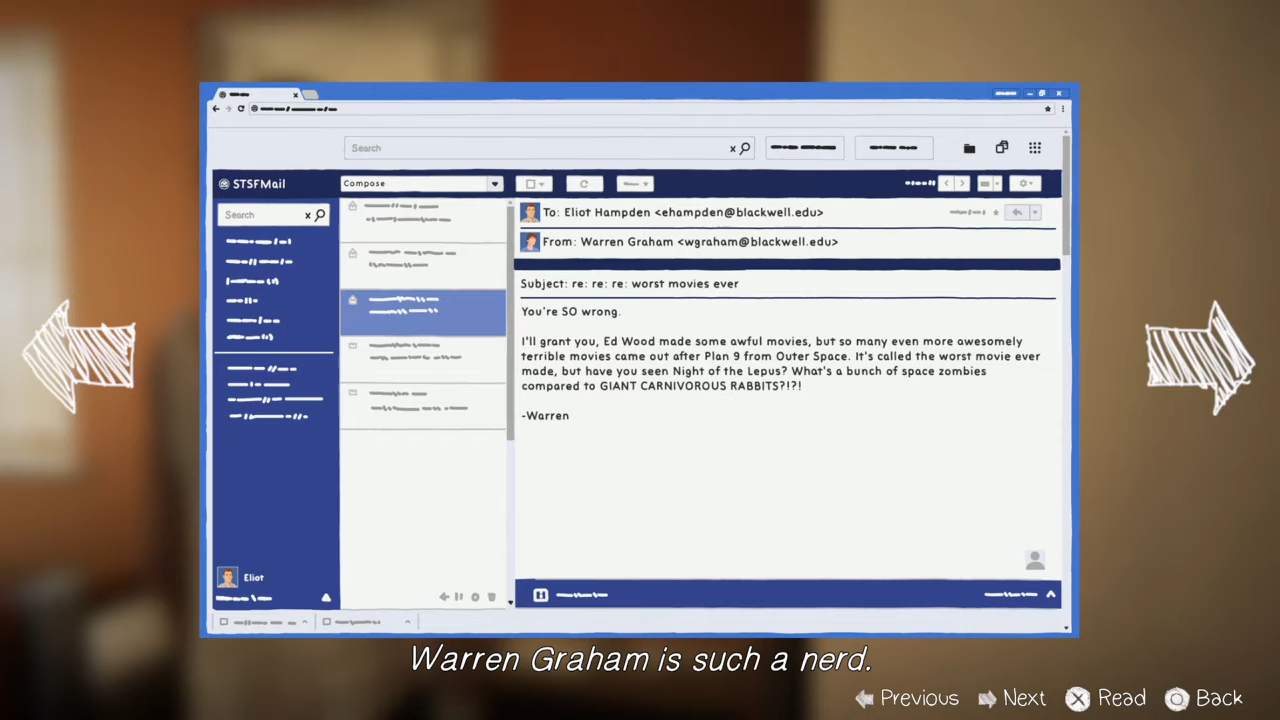 Search
STSFMail
Compose
Search
To: Eliot Hampden <ehampden@blackwell.edu>
From: Warren Graham <wgraham@blackwell.edu>
Subject: re: re: re: worst movies ever
You're SO wrong.
I'll grant you, Ed Wood made some awful movies, but so many even more awesomely
terrible movies came out after Plan 9 from Outer Space. It's called the worst movie ever
made, but have you seen Night of the Lepus? What's a bunch of space zombies
compared to GIANT CARNIVOROUS RABBITS?!?!
-Warren
Eliot
Warren Graham is such a nerd.
Previous Next Read Back